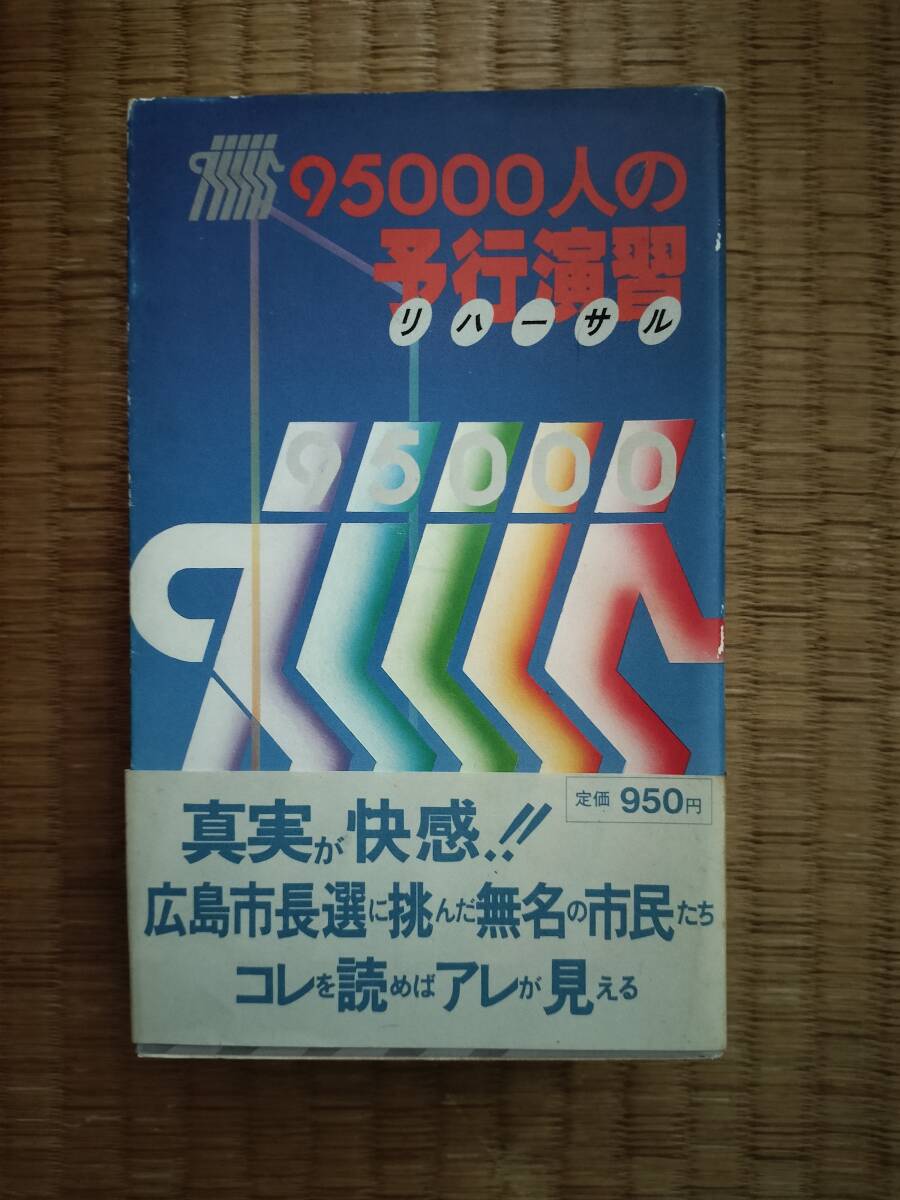 95000人の
予行演習
リハーサル
95000
定価 950円
真実が快感!!
広島市長選に挑んだ無名の市民たち
コレを読めばアレが見える